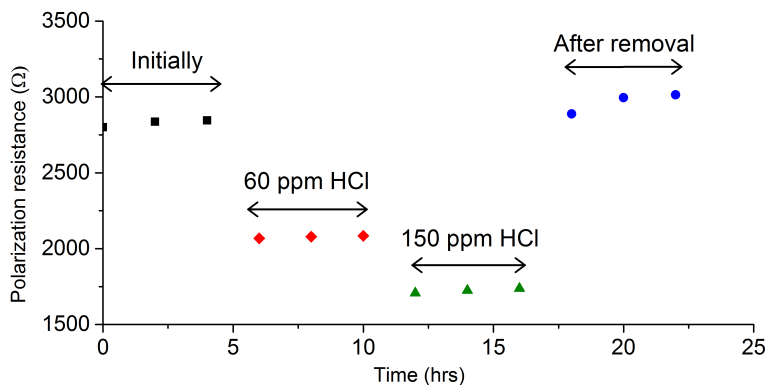 Polarization resistance (Ω)
3500
3000
2500
2000
1500
Initially
60 ppm HCl
150 ppm HCl
After removal
0
5
10
15
20
25
Time (hrs)